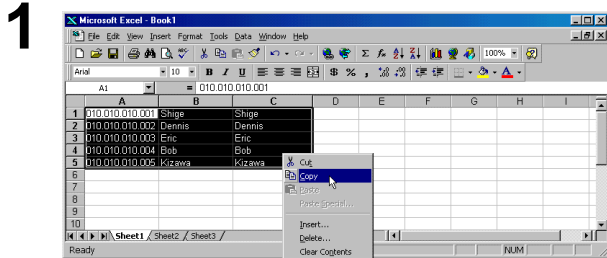 1
Microsoft Excel - Book1
File Edit View Insert Format Tools Data Window Help
100%
Arial 10 B I U $ % ,
A1 = 010.010.010.001
A B C D E F G H I
1 010.010.010.001 Shige Shige
2 010.010.010.002 Dennis Dennis
3 010.010.010.003 Eric Eric
4 010.010.010.004 Bob Bob
5 010.010.010.005 Kizawa Kizawa
Cut
6 Copy
7 Paste
8 Paste Special...
9
10 Insert...
Sheet1 Sheet2 Sheet3 Delete...
Ready Clear Contents NUM